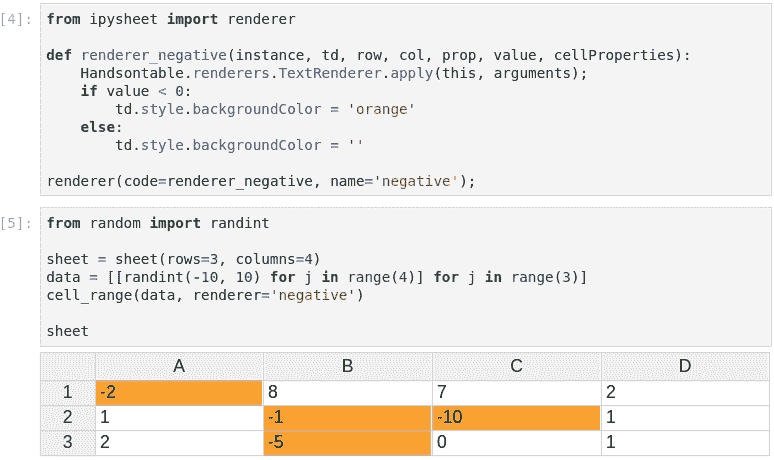 [4]: from ipysheet import renderer
def renderer_negative(instance, td, row, col, prop, value, cellProperties):
    Handsontable.renderers.TextRenderer.apply(this, arguments);
    if value < 0:
        td.style.backgroundColor = 'orange'
    else:
        td.style.backgroundColor = ''
renderer(code=renderer_negative, name='negative');
[5]: from random import randint
sheet = sheet(rows=3, columns=4)
data = [[randint(-10, 10) for j in range(4)] for j in range(3)]
cell_range(data, renderer='negative')
sheet
A B C D
1 -2 8 7 2
2 1 -1 -10 1
3 2 -5 0 1